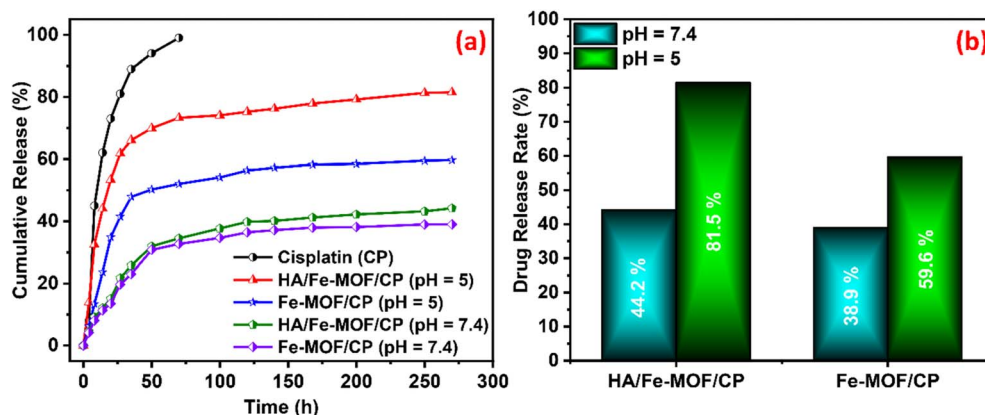 (a)
Cumulative Release (%)
100
80
60
40
20
0
Cisplatin (CP)
HA/Fe-MOF/CP (pH = 5)
Fe-MOF/CP (pH = 5)
HA/Fe-MOF/CP (pH = 7.4)
Fe-MOF/CP (pH = 7.4)
0 50 100 150 200 250 300
Time (h)
(b)
Drug Release Rate (%)
100
90
80
70
60
50
40
30
20
10
0
pH = 7.4
pH = 5
44.2 %
81.5 %
38.9 %
59.6 %
HA/Fe-MOF/CP Fe-MOF/CP